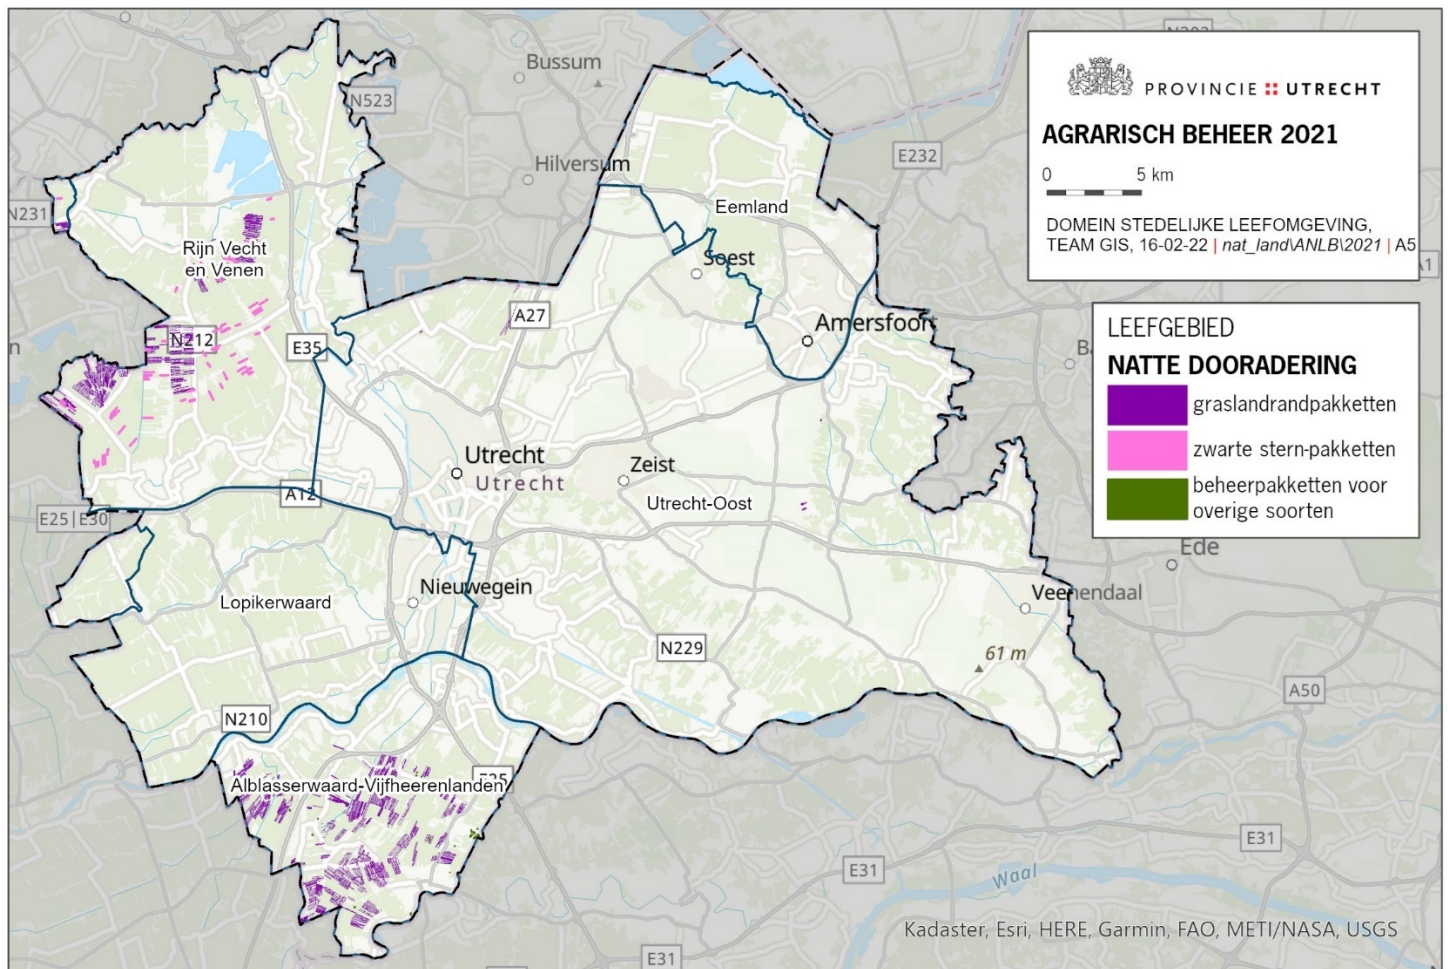 N202
Bussum
N523
Hilversum
E232
N231
Eemland
Rijn Vecht
en Venen
Soest
A27
Amersfoort
N212
E35
A1
Utrecht
Utrecht
Zeist
A12
Utrecht-Oost
E25|E30
Ede
Nieuwegein
Lopikerwaard
Veenendaal
N229
61 m
A50
N210
Alblasserwaard-Vijfheerenlanden
E31
E31
Waal
E31
PROVINCIE UTRECHT
AGRARISCH BEHEER 2021
0 5 km
DOMEIN STEDELIJKE LEEFOMGEVING,
TEAM GIS, 16-02-22 | nat_land\ANLB\2021 | A5
LEEFGEBIED
NATTE DOORADERING
graslandrandpakketten
zwarte stern-pakketten
beheerpakketten voor
overige soorten
Kadaster, Esri, HERE, Garmin, FAO, METI/NASA, USGS